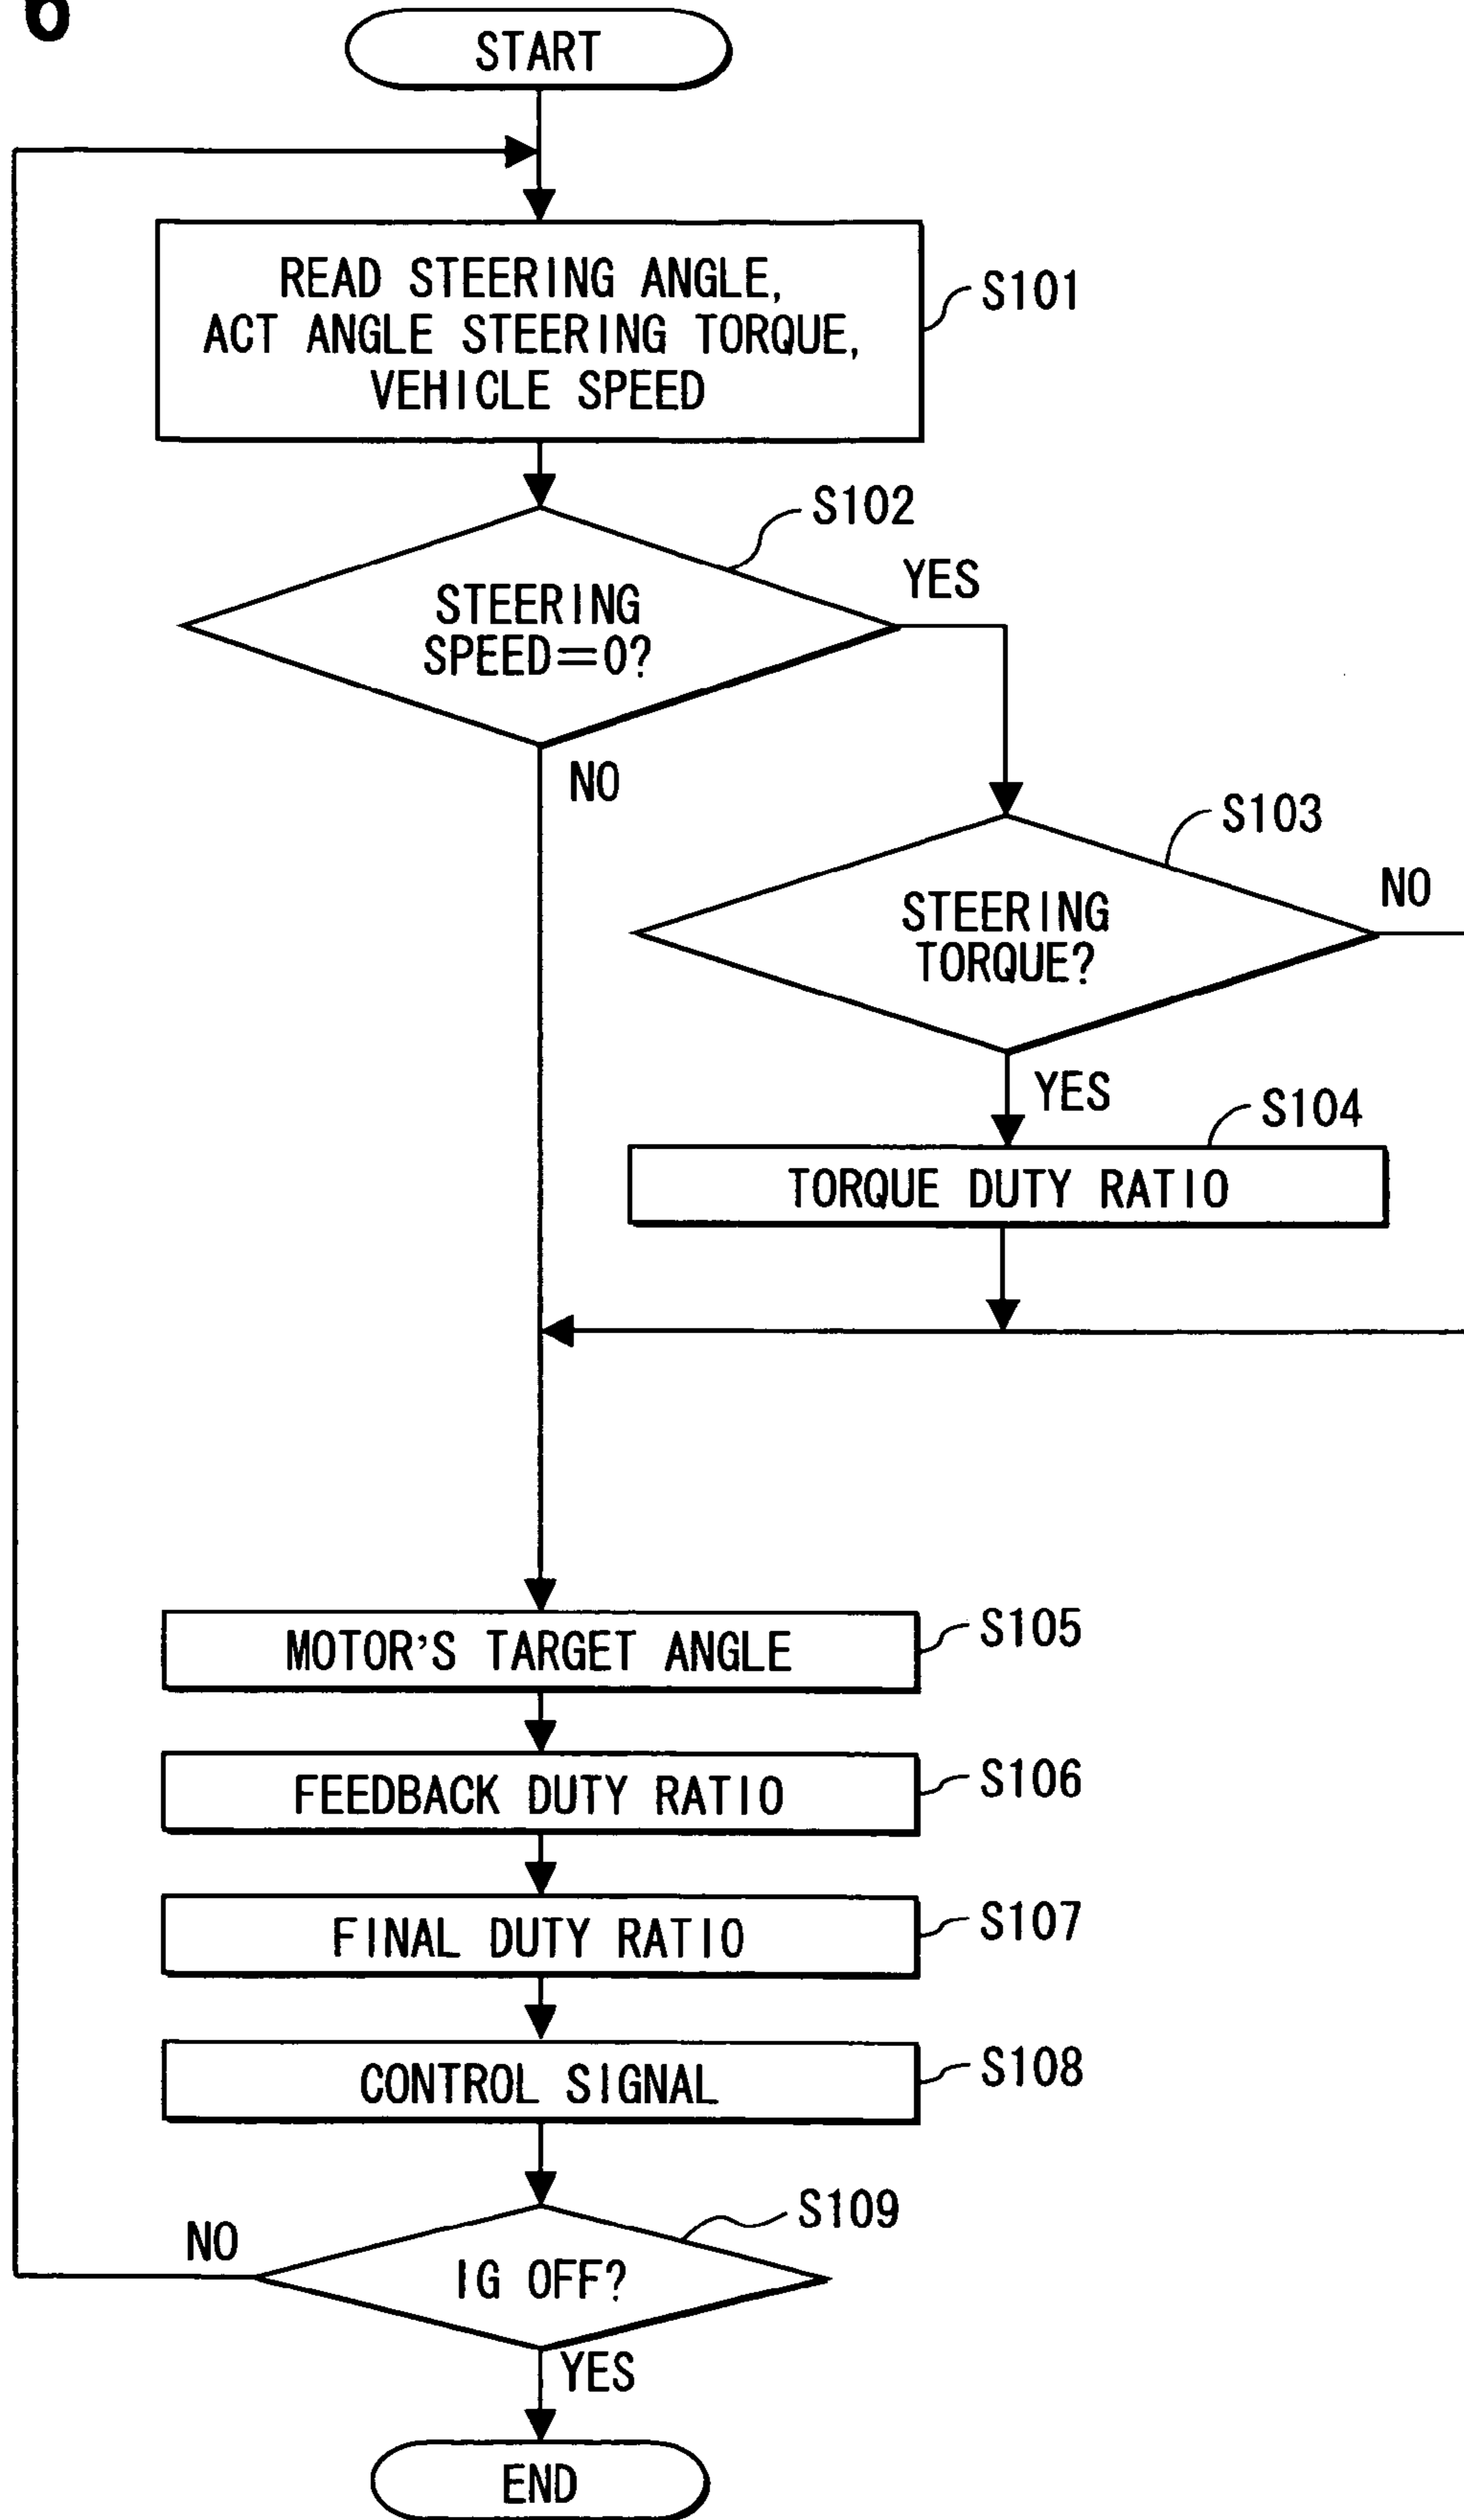 START
READ STEERING ANGLE,
ACT ANGLE STEERING TORQUE,
VEHICLE SPEED
S101
S102
STEERING
SPEED=0?
YES
NO
S103
STEERING
TORQUE?
NO
YES
S104
TORQUE DUTY RATIO
MOTOR'S TARGET ANGLE
S105
FEEDBACK DUTY RATIO
S106
FINAL DUTY RATIO
S107
CONTROL SIGNAL
S108
S109
NO
IG OFF?
YES
END